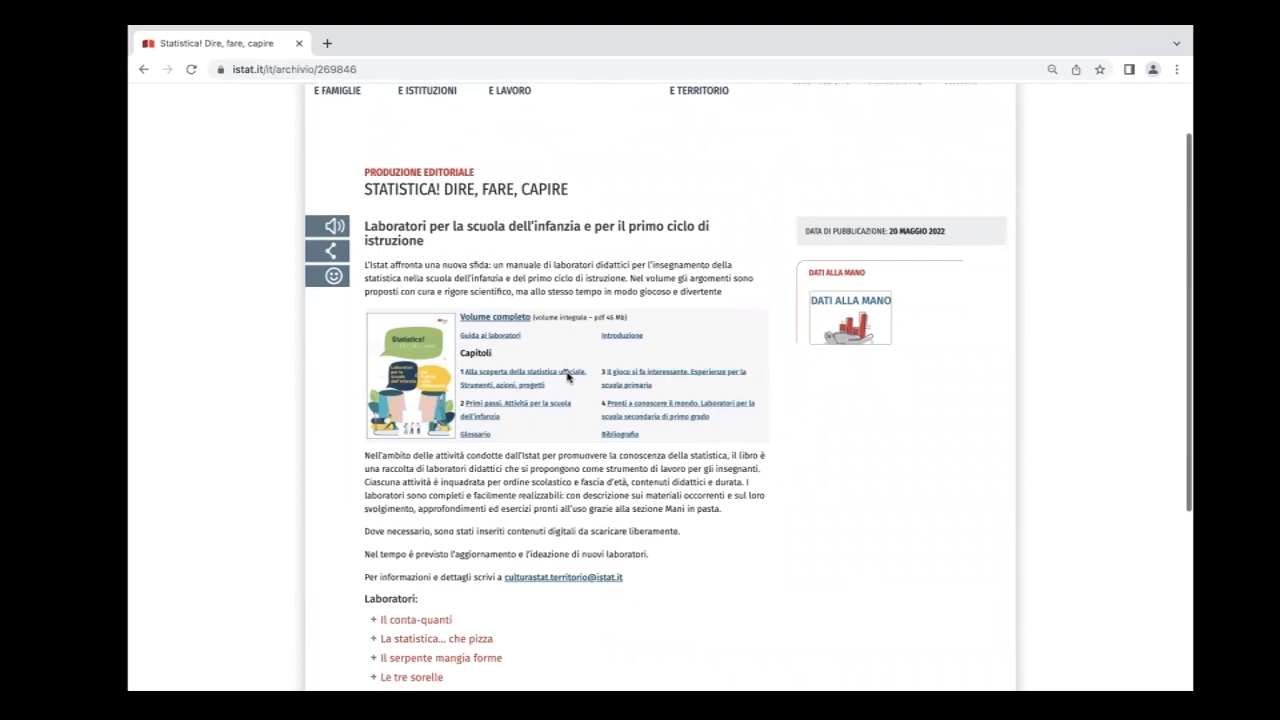 Statistica! Dire, fare, capire
istat.it/it/archivio/269846
E FAMIGLIE
E ISTITUZIONI
E LAVORO
E TERRITORIO
PRODUZIONE EDITORIALE
STATISTICA! DIRE, FARE, CAPIRE
Laboratori per la scuola dell'infanzia e per il primo ciclo di
istruzione
DATA DI PUBBLICAZIONE: 20 MAGGIO 2022
L'Istat affronta una nuova sfida: un manuale di laboratori didattici per l'insegnamento della
statistica nella scuola dell'infanzia e del primo ciclo di istruzione. Nel volume gli argomenti sono
proposti con cura e rigore scientifico, ma allo stesso tempo in modo giocoso e divertente
DATI ALLA MANO
DATI ALLA MANO
Statistica!
Volume completo (volume integrale – pdf 46 Mb)
Guida ai laboratori
Introduzione
Capitoli
1 Alla scoperta della statistica ufficiale.
Strumenti, azioni, progetti
3 Il gioco si fa interessante. Esperienze per la
scuola primaria
2 Primi passi. Attività per la scuola
dell'infanzia
4 Pronti a conoscere il mondo. Laboratori per la
scuola secondaria di primo grado
Glossario
Bibliografia
Nell'ambito delle attività condotte dall'Istat per promuovere la conoscenza della statistica, il libro è
una raccolta di laboratori didattici che si propongono come strumento di lavoro per gli insegnanti.
Ciascuna attività è inquadrata per ordine scolastico e fascia d'età, contenuti didattici e durata. I
laboratori sono completi e facilmente realizzabili: con descrizione sui materiali occorrenti e sul loro
svolgimento, approfondimenti ed esercizi pronti all'uso grazie alla sezione Mani in pasta.
Dove necessario, sono stati inseriti contenuti digitali da scaricare liberamente.
Nel tempo è previsto l'aggiornamento e l'ideazione di nuovi laboratori.
Per informazioni e dettagli scrivi a culturastat.territorio@istat.it
Laboratori:
+ Il conta-quanti
+ La statistica... che pizza
+ Il serpente mangia forme
+ Le tre sorelle